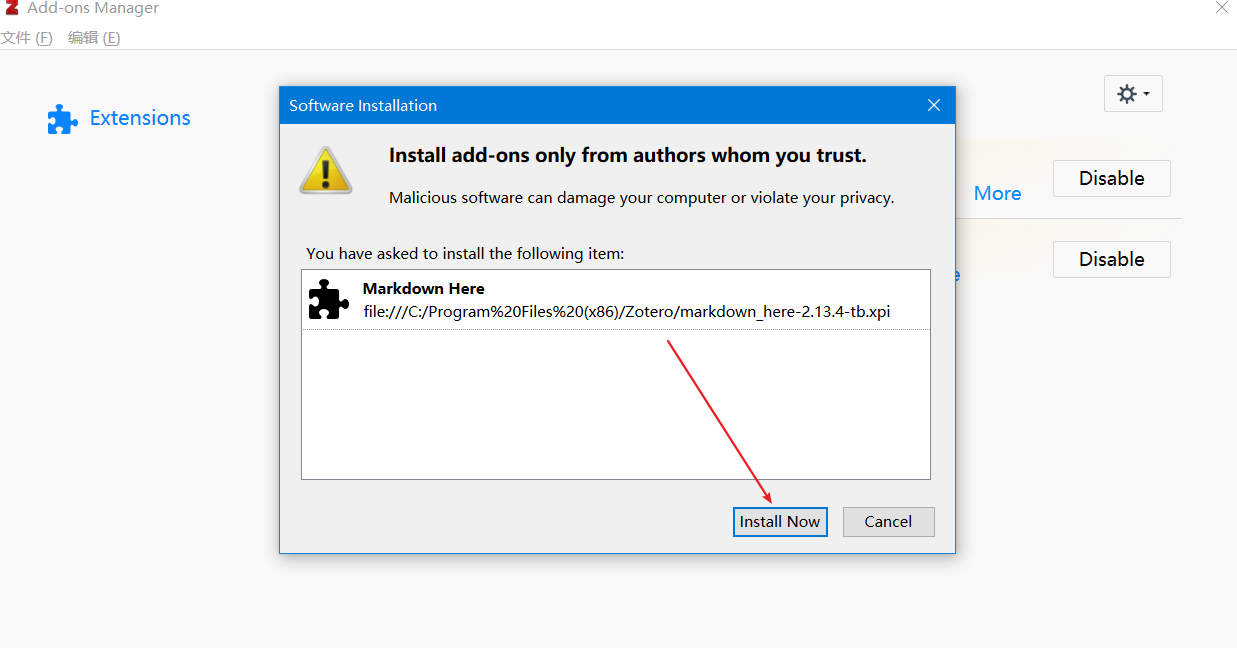 Add-ons Manager
文件 (F) 编辑 (E)
Extensions
Software Installation
Install add-ons only from authors whom you trust.
Malicious software can damage your computer or violate your privacy.
More
Disable
You have asked to install the following item:
Disable
Markdown Here
file:///C:/Program%20Files%20(x86)/Zotero/markdown_here-2.13.4-tb.xpi
Install Now
Cancel